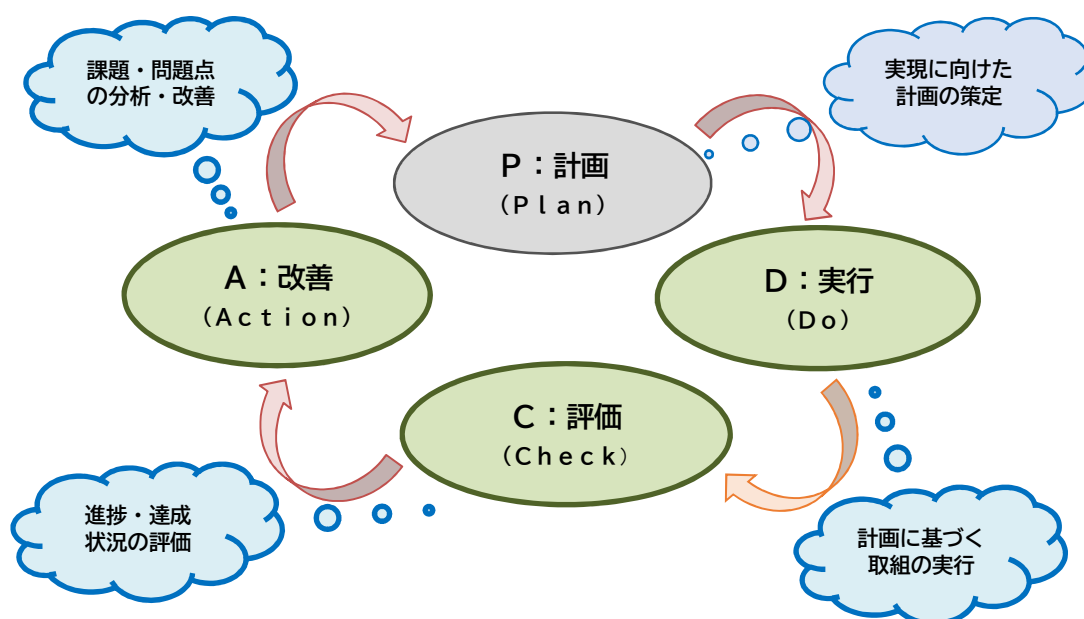 課題・問題点
の分析・改善
実現に向けた
計画の策定
Ｐ：計画
（Ｐｌａｎ）
Ａ：改善
（Ａｃｔｉｏｎ）
Ｄ：実行
（Ｄｏ）
Ｃ：評価
（Ｃｈｅｃｋ）
進捗・達成
状況の評価
計画に基づく
取組の実行